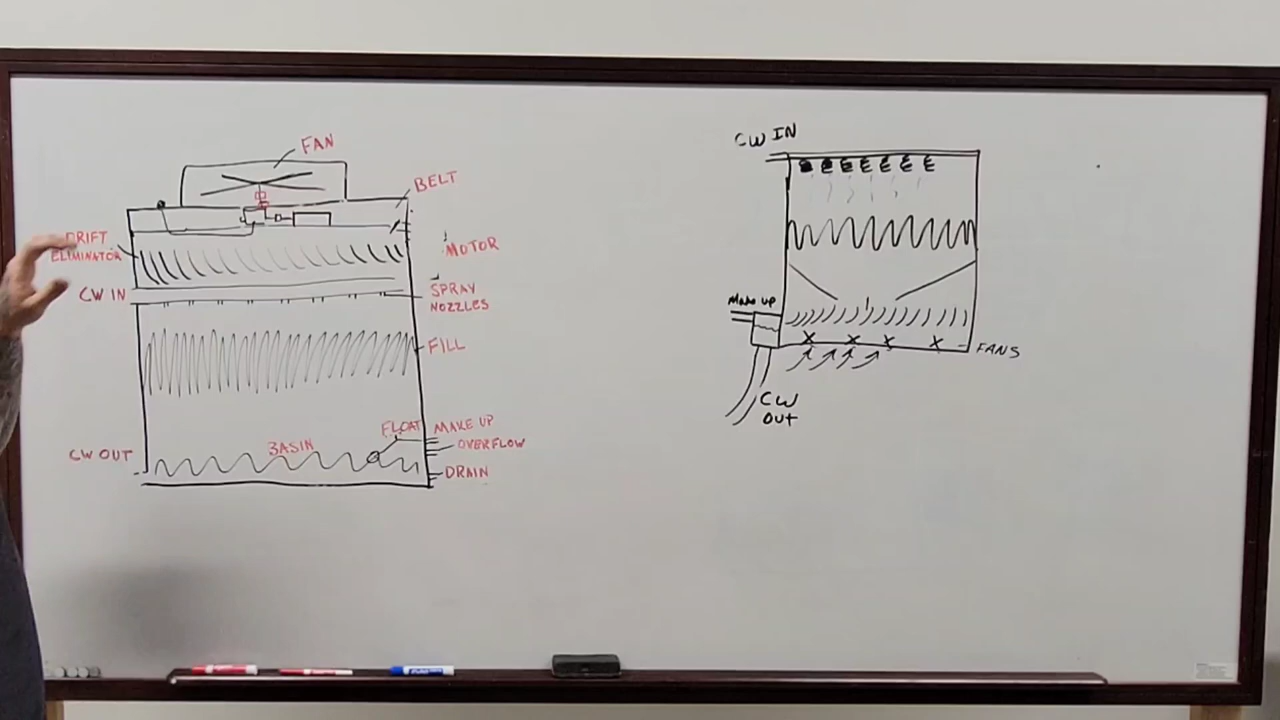 FAN
BELT
DRIFT
ELIMINATOR
MOTOR
CW IN
SPRAY
NOZZLES
FILL
FLOAT
MAKE UP
BASIN
OVERFLOW
CW OUT
DRAIN
CW IN
Make up
FANS
CW
OUT